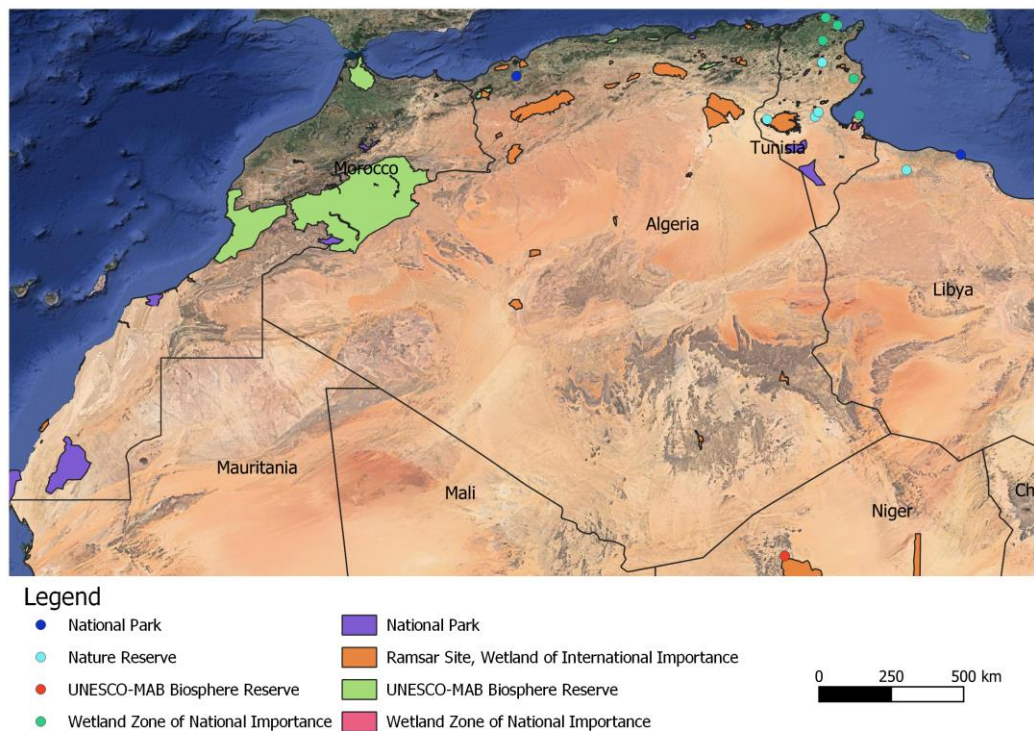 Morocco
Tunisia
Algeria
Libya
Mauritania
Mali
Niger
Ch
Legend
National Park
National Park
Nature Reserve
Ramsar Site, Wetland of International Importance
UNESCO-MAB Biosphere Reserve
UNESCO-MAB Biosphere Reserve
Wetland Zone of National Importance
Wetland Zone of National Importance
0 250 500 km